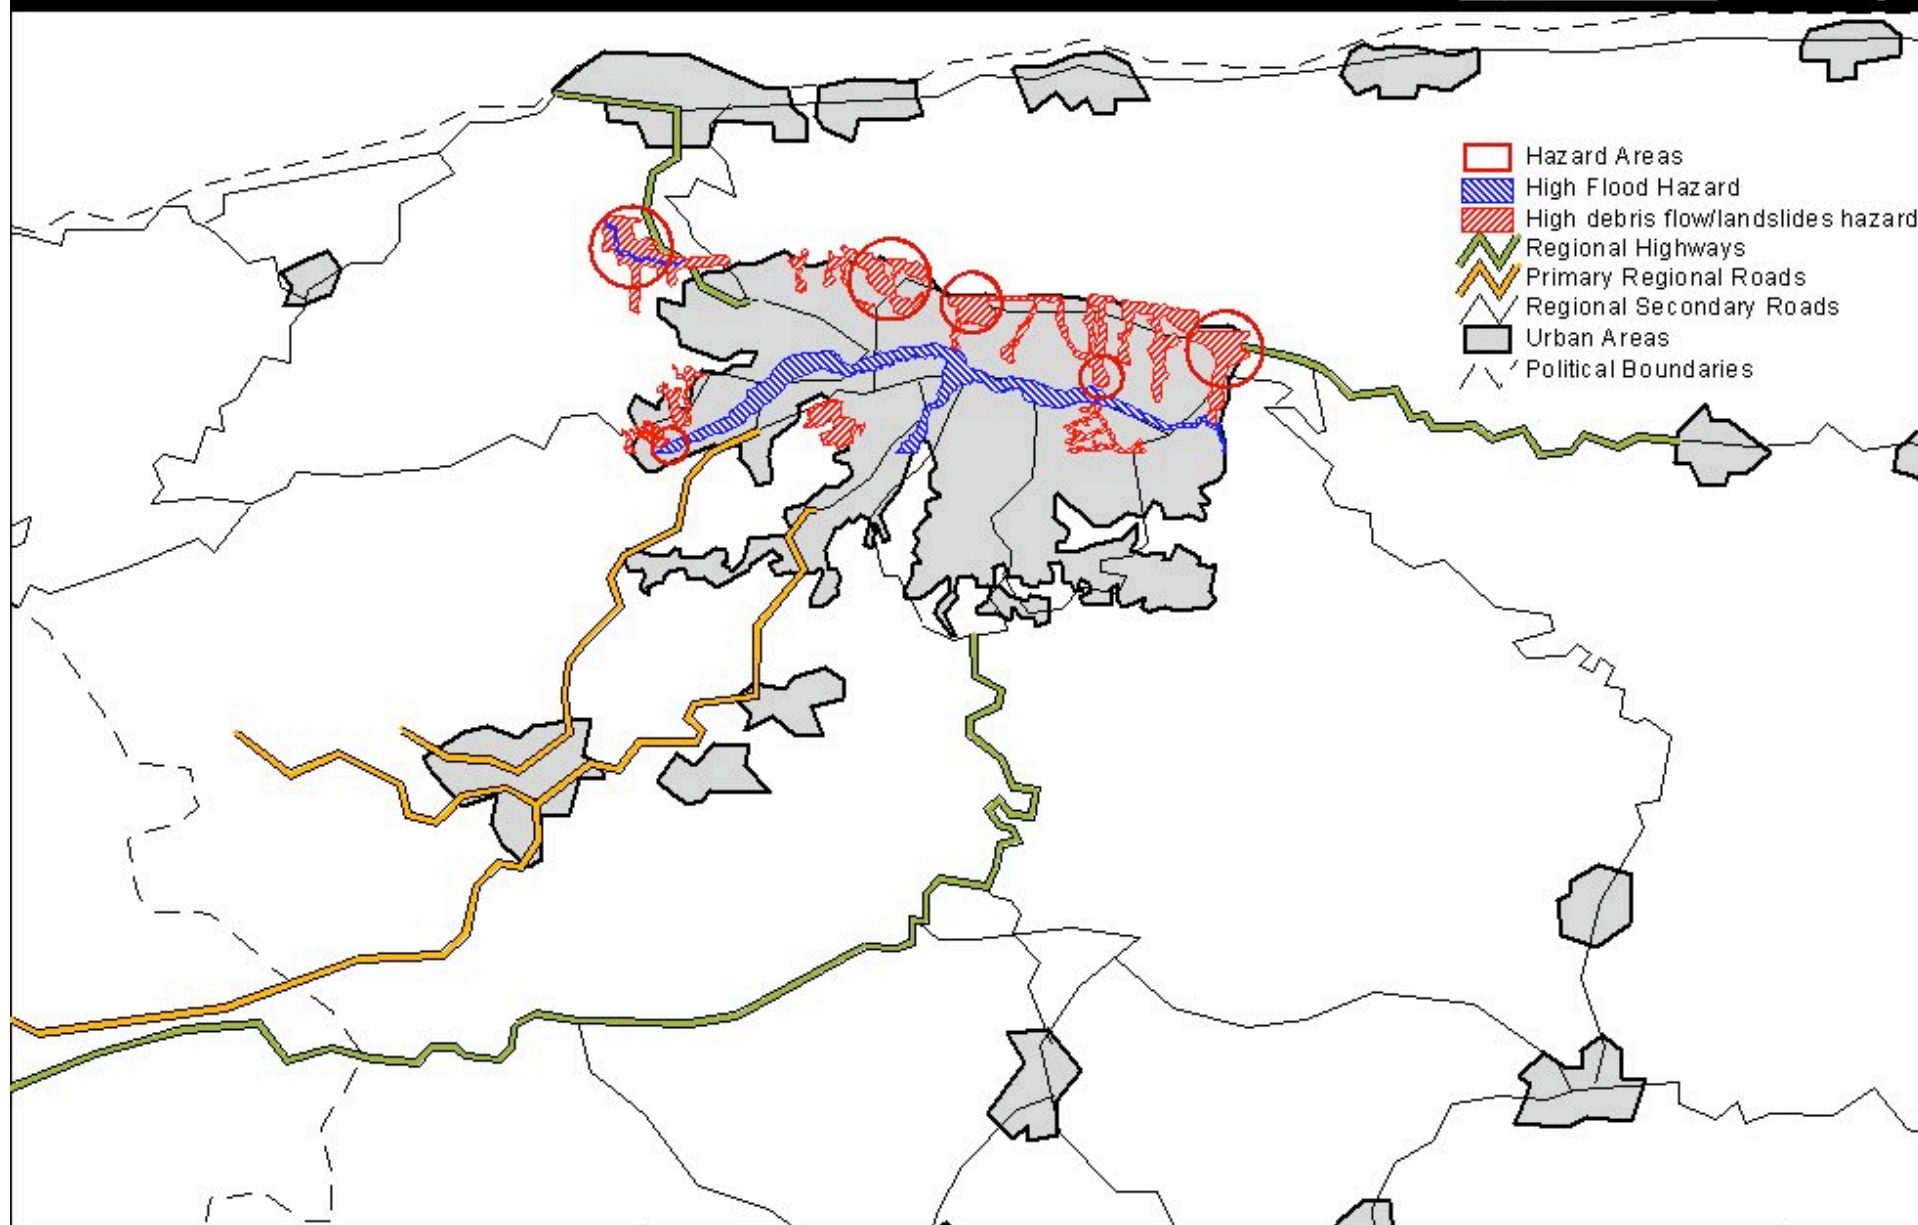 Hazard Areas
High Flood Hazard
High debris flow/landslides hazard
Regional Highways
Primary Regional Roads
Regional Secondary Roads
Urban Areas
Political Boundaries